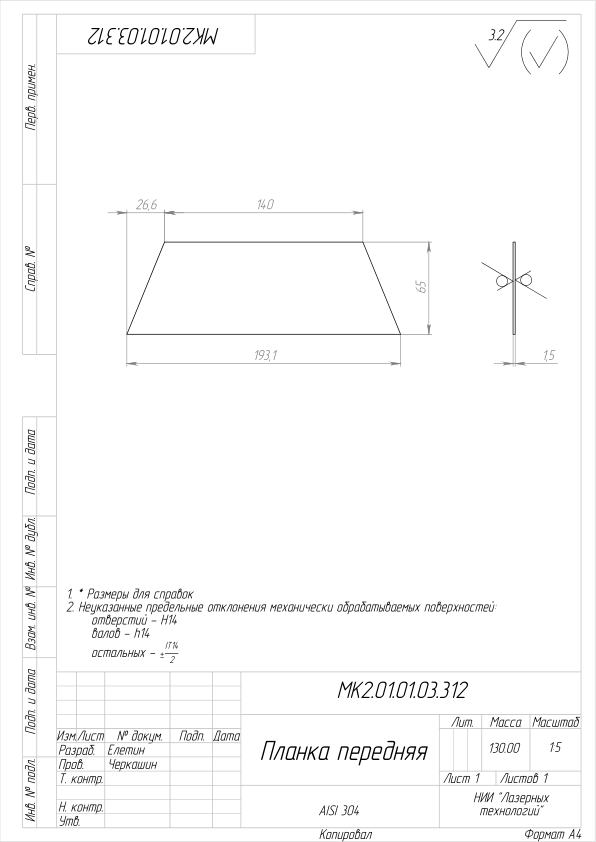 МК2.01.01.03.312
3.2
Перв. примен.
Справ. №
26,6
140
65
193,1
1,5
Подп. и дата
Инв. № дубл.
Взам. инв. №
Подп. и дата
Инв. № подл.
1. * Размеры для справок
2. Неуказанные предельные отклонения механически обрабатываемых поверхностей:
отверстий – H14
валов – h14
остальных – ± IT14
2
МК2.01.01.03.312
Лит. Масса Масштаб
Изм. Лист № докум. Подп. Дата
Разраб. Елетин
Пров. Черкашин
Т. контр.
Н. контр.
Утв.
Планка передняя
130.00 1:5
Лист 1 Листов 1
AISI 304
НИИ "Лазерных
технологий"
Копировал Формат А4